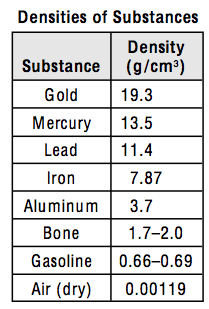 Densities of Substances
Substance Density (g/cm³)
Gold 19.3
Mercury 13.5
Lead 11.4
Iron 7.87
Aluminum 3.7
Bone 1.7–2.0
Gasoline 0.66–0.69
Air (dry) 0.00119